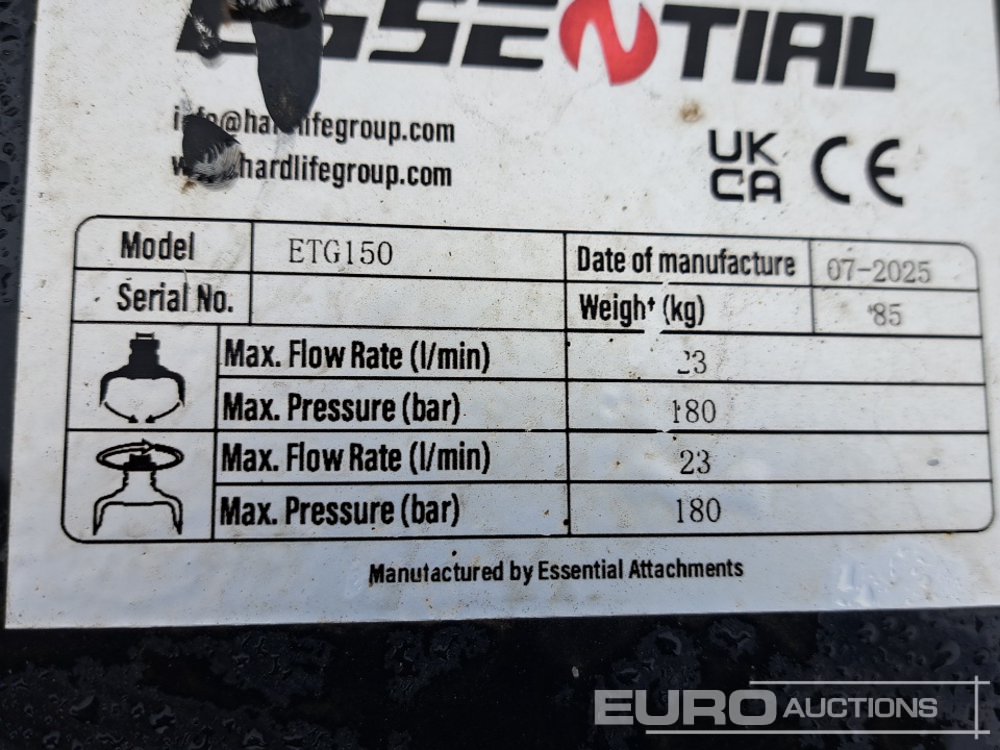 ESSENTIAL
info@hardlifegroup.com
www.hardlifegroup.com
UK
CA CE
Model ETG150 Date of manufacture 07-2025
Serial No. Weight (kg) 85
Max. Flow Rate (l/min) 23
Max. Pressure (bar) 180
Max. Flow Rate (l/min) 23
Max. Pressure (bar) 180
Manufactured by Essential Attachments
EURO AUCTIONS